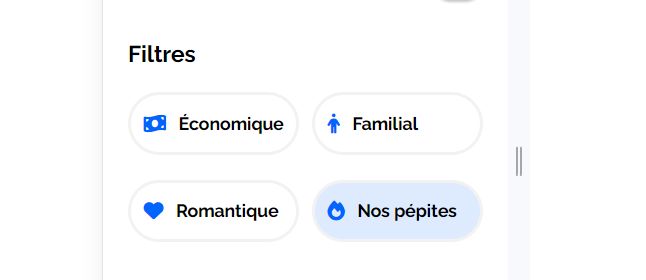 Filtres
Économique
Familial
Romantique
Nos pépites